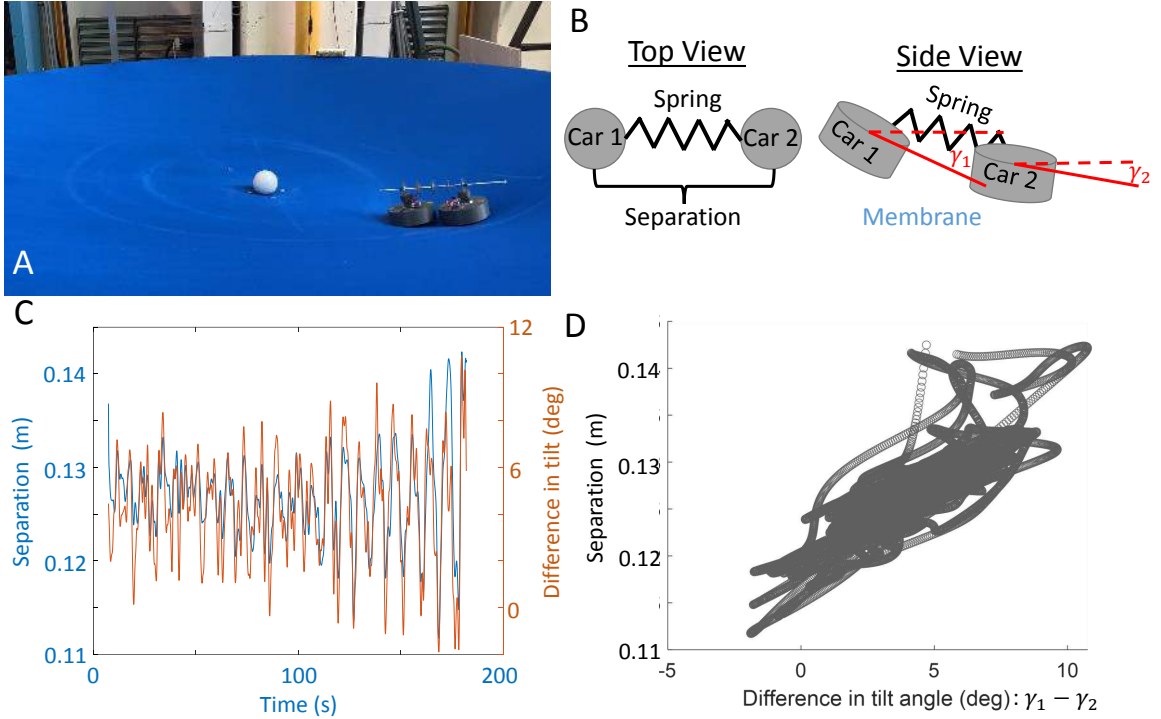 A
B
Top View
Side View
Spring
Spring
Car 1
Car 2
Car 1
Car 2
γ₁
γ₂
Separation
Membrane
C
Separation (m)
0.14
0.13
0.12
0.11
0
100
200
Time (s)
12
6
0
Difference in tilt (deg)
D
Separation (m)
0.14
0.13
0.12
0.11
-5
0
5
10
Difference in tilt angle (deg): γ₁ − γ₂